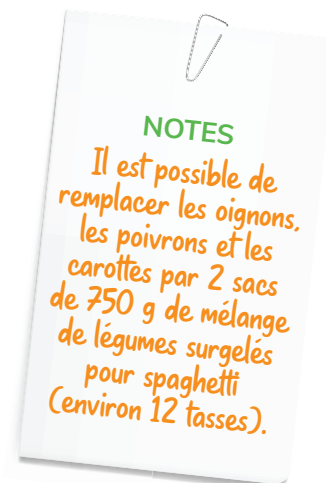 NOTES
Il est possible de
remplacer les oignons,
les poivrons et les
carottes par 2 sacs
de 750 g de mélange
de légumes surgelés
pour spaghetti
(environ 12 tasses).